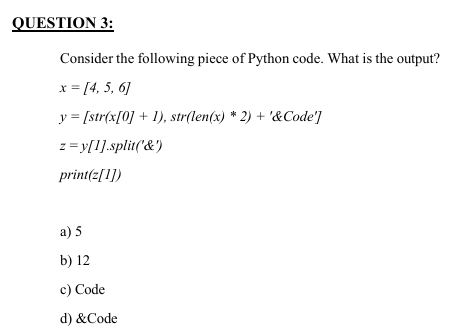 QUESTION 3:
Consider the following piece of Python code. What is the output?
x = [4, 5, 6]
y = [str(x[0] + 1), str(len(x) * 2) + '&Code']
z = y[1].split('&')
print(z[1])
a) 5
b) 12
c) Code
d) &Code